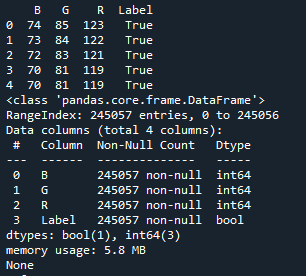 B G R Label
0 74 85 123 True
1 73 84 122 True
2 72 83 121 True
3 70 81 119 True
4 70 81 119 True
<class 'pandas.core.frame.DataFrame'>
RangeIndex: 245057 entries, 0 to 245056
Data columns (total 4 columns):
# Column Non-Null Count Dtype
--- ------ -------------- -----
0 B 245057 non-null int64
1 G 245057 non-null int64
2 R 245057 non-null int64
3 Label 245057 non-null bool
dtypes: bool(1), int64(3)
memory usage: 5.8 MB
None